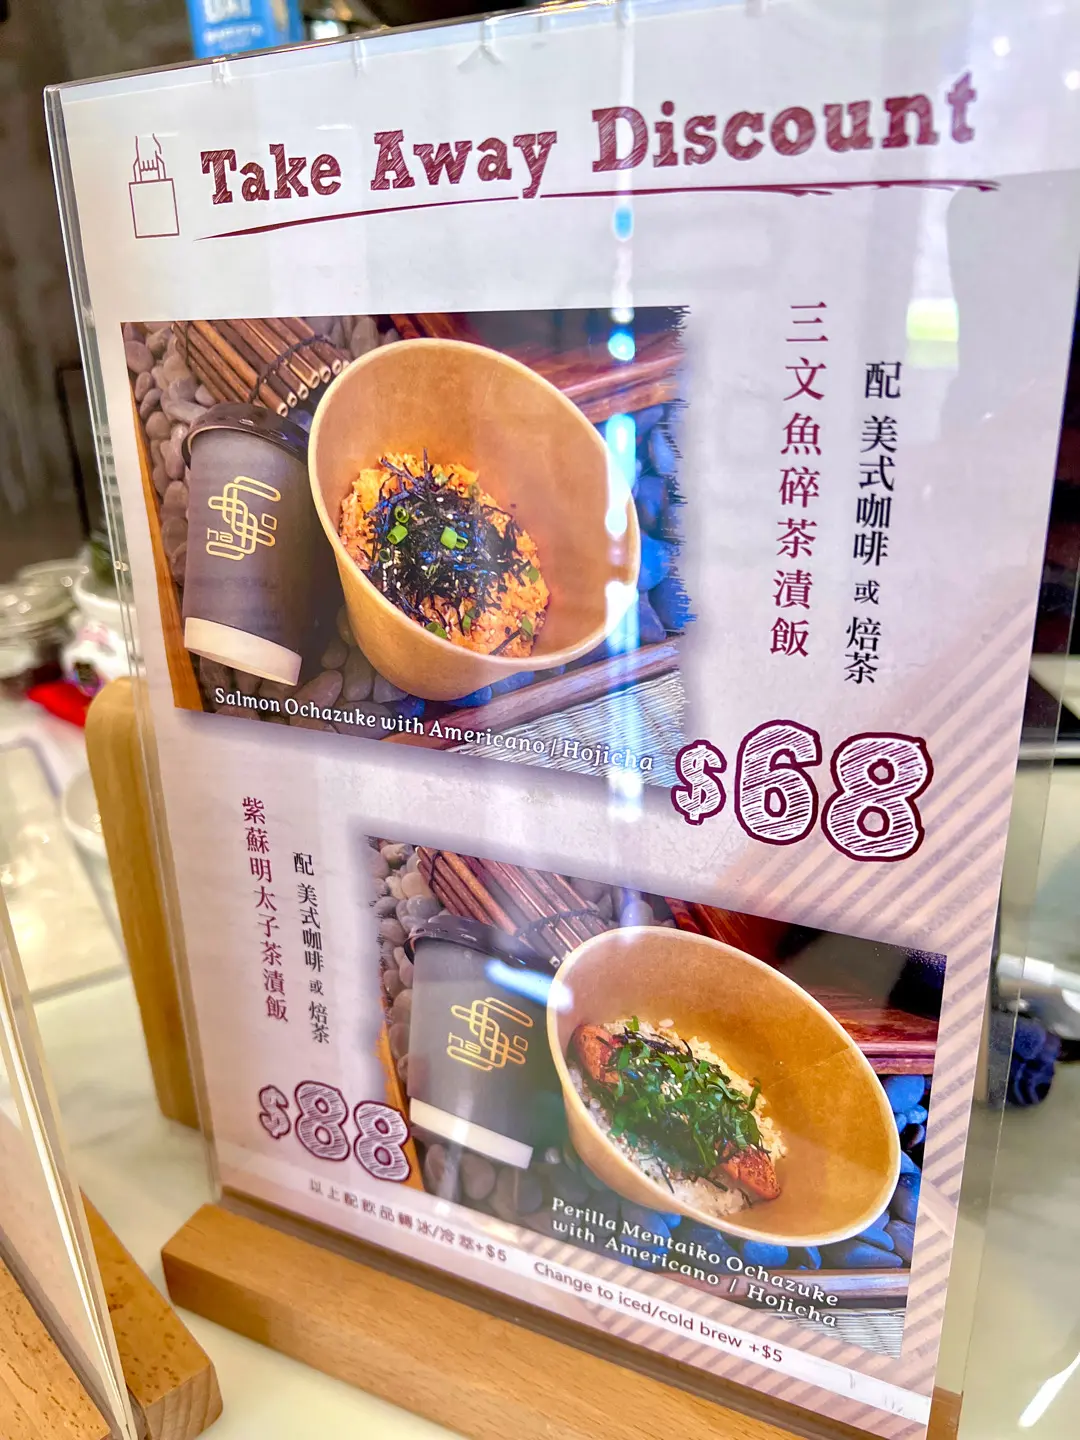 Take Away Discount
三文魚碎茶漬飯
配 美式咖啡 或 焙茶
ha
Salmon Ochazuke with Americano / Hojicha
$68
紫蘇明太子茶漬飯
配 美式咖啡 或 焙茶
ha
$88
Perilla Mentaiko Ochazuke
with Americano / Hojicha
以上配飲品轉冰/冷萃+$5 Change to iced/cold brew +$5